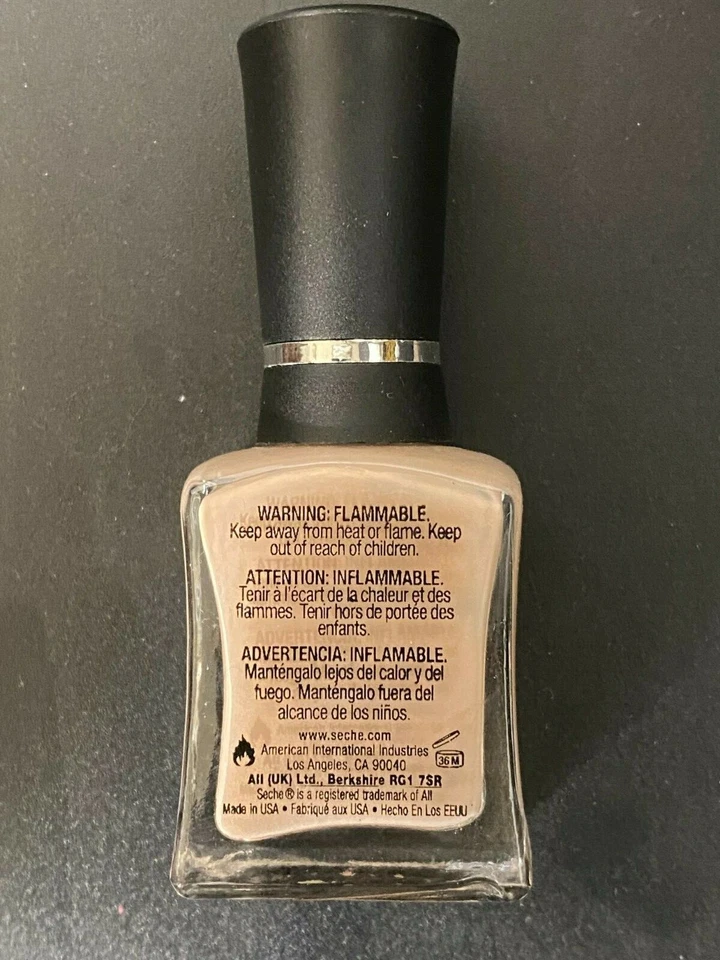 WARNING: FLAMMABLE.
Keep away from heat or flame. Keep
out of reach of children.
ATTENTION: INFLAMMABLE.
Tenir à l'écart de la chaleur et des
flammes. Tenir hors de portée des
enfants.
ADVERTENCIA: INFLAMABLE.
Manténgalo lejos del calor y del
fuego. Manténgalo fuera del
alcance de los niños.
www.seche.com
American International Industries
Los Angeles, CA 90040
36 M
AII (UK) Ltd., Berkshire RG1 7SR
Seche® is a registered trademark of AII
Made in USA • Fabriqué aux USA • Hecho En Los EEUU